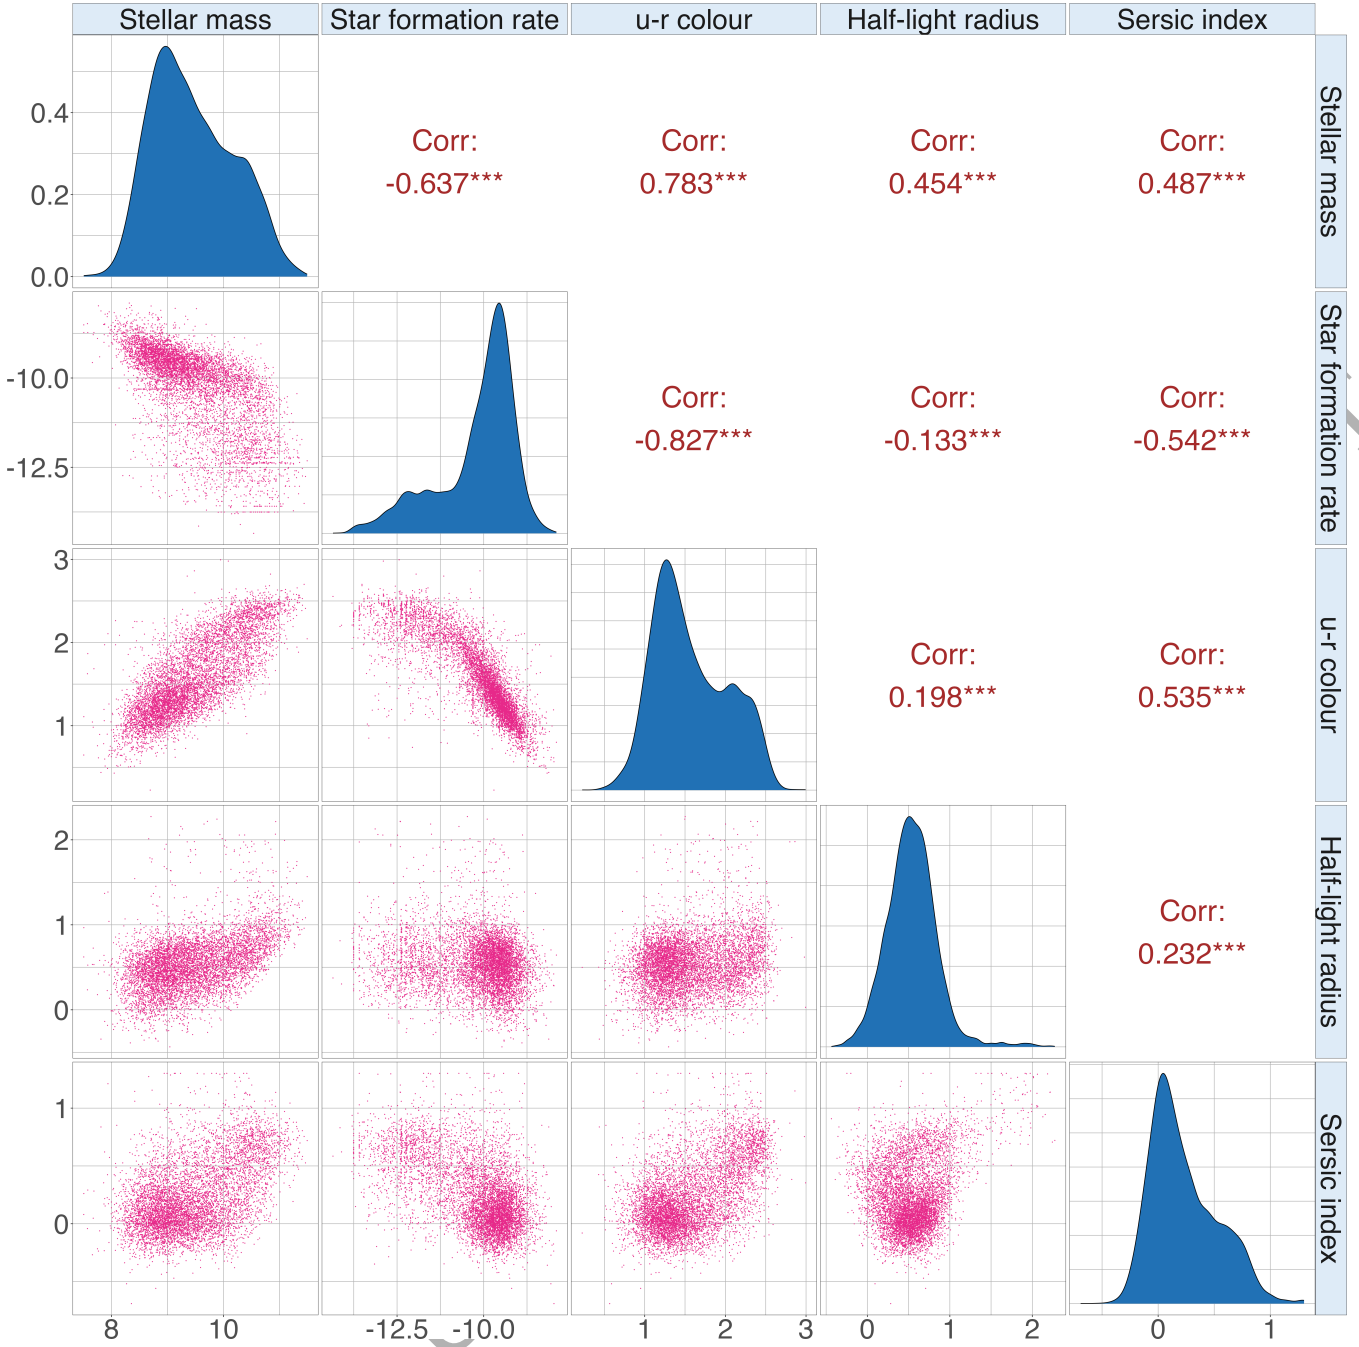 Stellar mass Star formation rate u-r colour Half-light radius Sersic index
0.4
0.2
0.0
Corr:
-0.637***
Corr:
0.783***
Corr:
0.454***
Corr:
0.487***
Stellar mass
-10.0
-12.5
Corr:
-0.827***
Corr:
-0.133***
Corr:
-0.542***
Star formation rate
3
2
1
Corr:
0.198***
Corr:
0.535***
u-r colour
2
1
0
Corr:
0.232***
Half-light radius
1
0
Sersic index
8 10 -12.5 -10.0 1 2 3 0 1 2 0 1